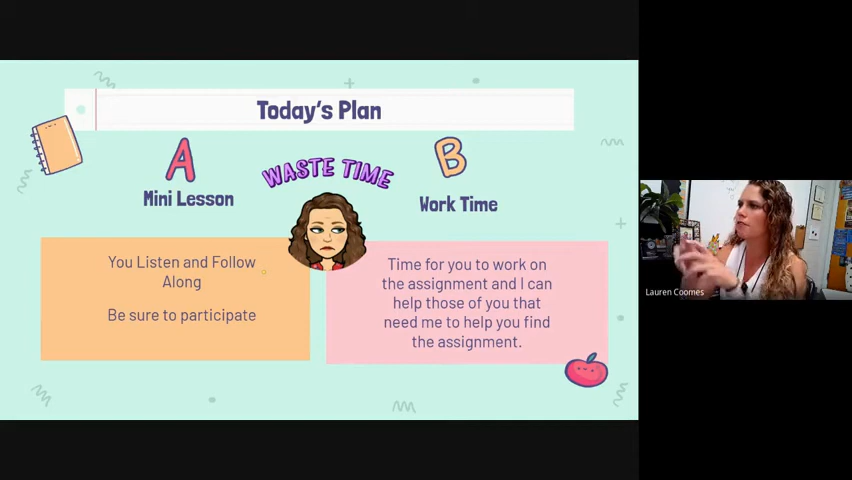 Today's Plan
A
Mini Lesson
WASTE TIME
B
Work Time
You Listen and Follow
Along
Be sure to participate
Time for you to work on
the assignment and I can
help those of you that
need me to help you find
the assignment.
Lauren Coomes